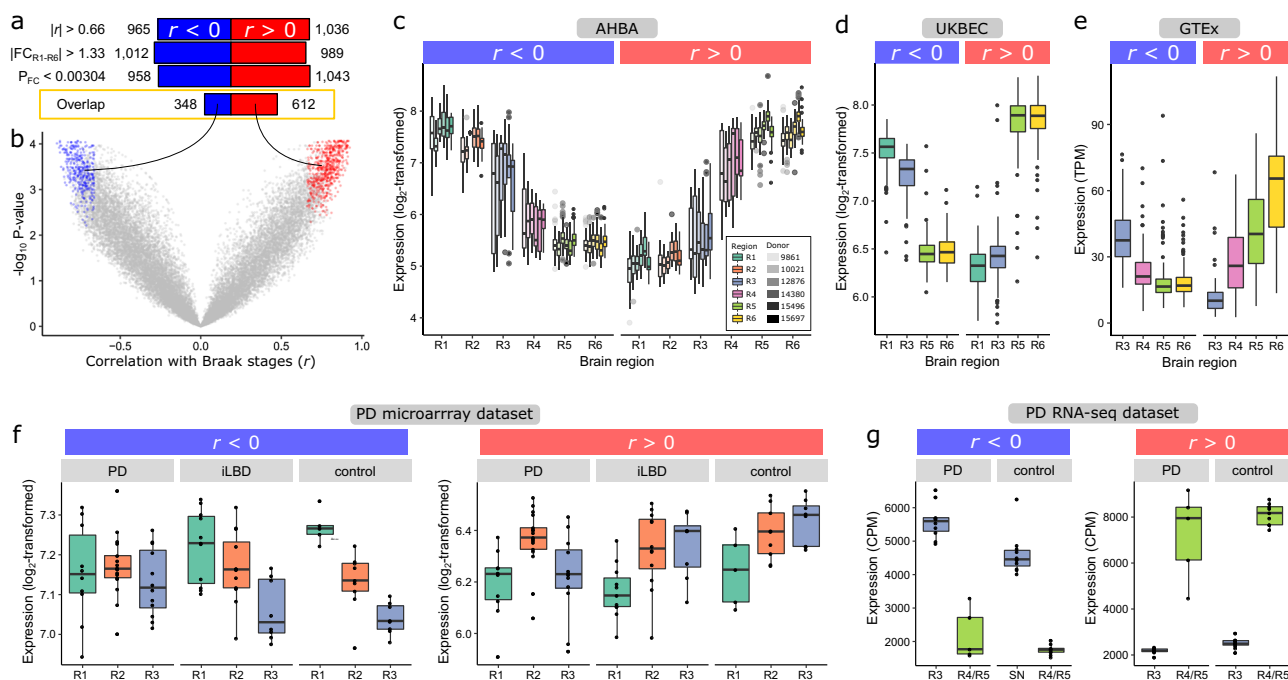 a
|r| > 0.66 965 r < 0 r > 0 1,036
|FC_R1-R6| > 1.33 1,012 989
P_FC < 0.00304 958 1,043
Overlap 348 612
b
-log₁₀ P-value
4
3
2
1
0
−0.5 0.0 0.5 1.0
Correlation with Braak stages (r)
c
AHBA
r < 0 r > 0
Expression (log₂-transformed)
8
7
6
5
4
Region Donor
R1 9861
R2 10021
R3 12876
R4 14380
R5 15496
R6 15697
R1 R2 R3 R4 R5 R6 R1 R2 R3 R4 R5 R6
Brain region
d
UKBEC
r < 0 r > 0
Expression (log₂-transformed)
8.0
7.5
7.0
6.5
6.0
R1 R3 R5 R6 R1 R3 R5 R6
Brain region
e
GTEx
r < 0 r > 0
Expression (TPM)
90
60
30
0
R3 R4 R5 R6 R3 R4 R5 R6
Brain region
PD microarrray dataset
f
r < 0
PD iLBD control
Expression (log₂-transformed)
7.3
7.2
7.1
7.0
R1 R2 R3 R1 R2 R3 R1 R2 R3
r > 0
PD iLBD control
Expression (log₂-transformed)
6.4
6.2
6.0
R1 R2 R3 R1 R2 R3 R1 R2 R3
PD RNA-seq dataset
g
r < 0
PD control
Expression (CPM)
6000
5000
4000
3000
2000
R3 R4/R5 SN R4/R5
r > 0
PD control
Expression (CPM)
8000
6000
4000
2000
R3 R4/R5 R3 R4/R5